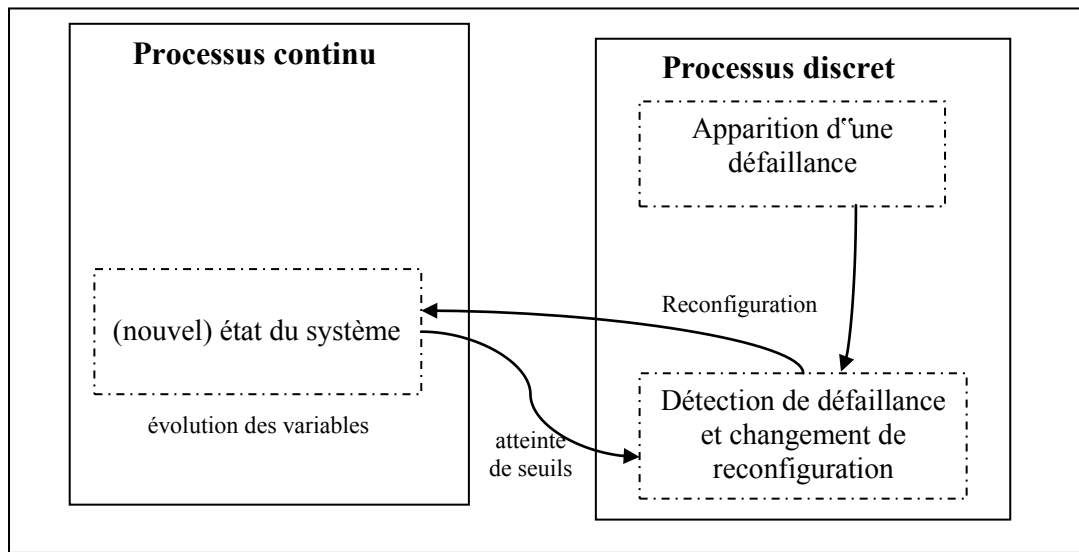 Processus continu
Processus discret
Apparition d‟une
défaillance
Reconfiguration
(nouvel) état du système
évolution des variables
atteinte
de seuils
Détection de défaillance
et changement de
reconfiguration